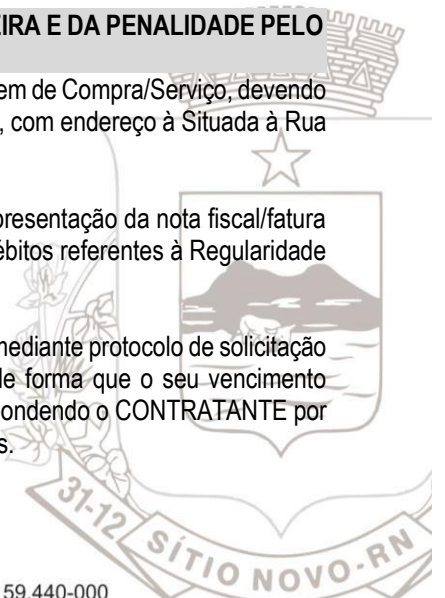 EIRA E DA PENALIDADE PELO
em de Compra/Serviço, devendo
, com endereço à Situada à Rua
presentação da nota fiscal/fatura
ébitos referentes à Regularidade
mediante protocolo de solicitação
de forma que o seu vencimento
pondendo o CONTRATANTE por
s.
31-12 SÍTIO NOVO-RN
59.440-000